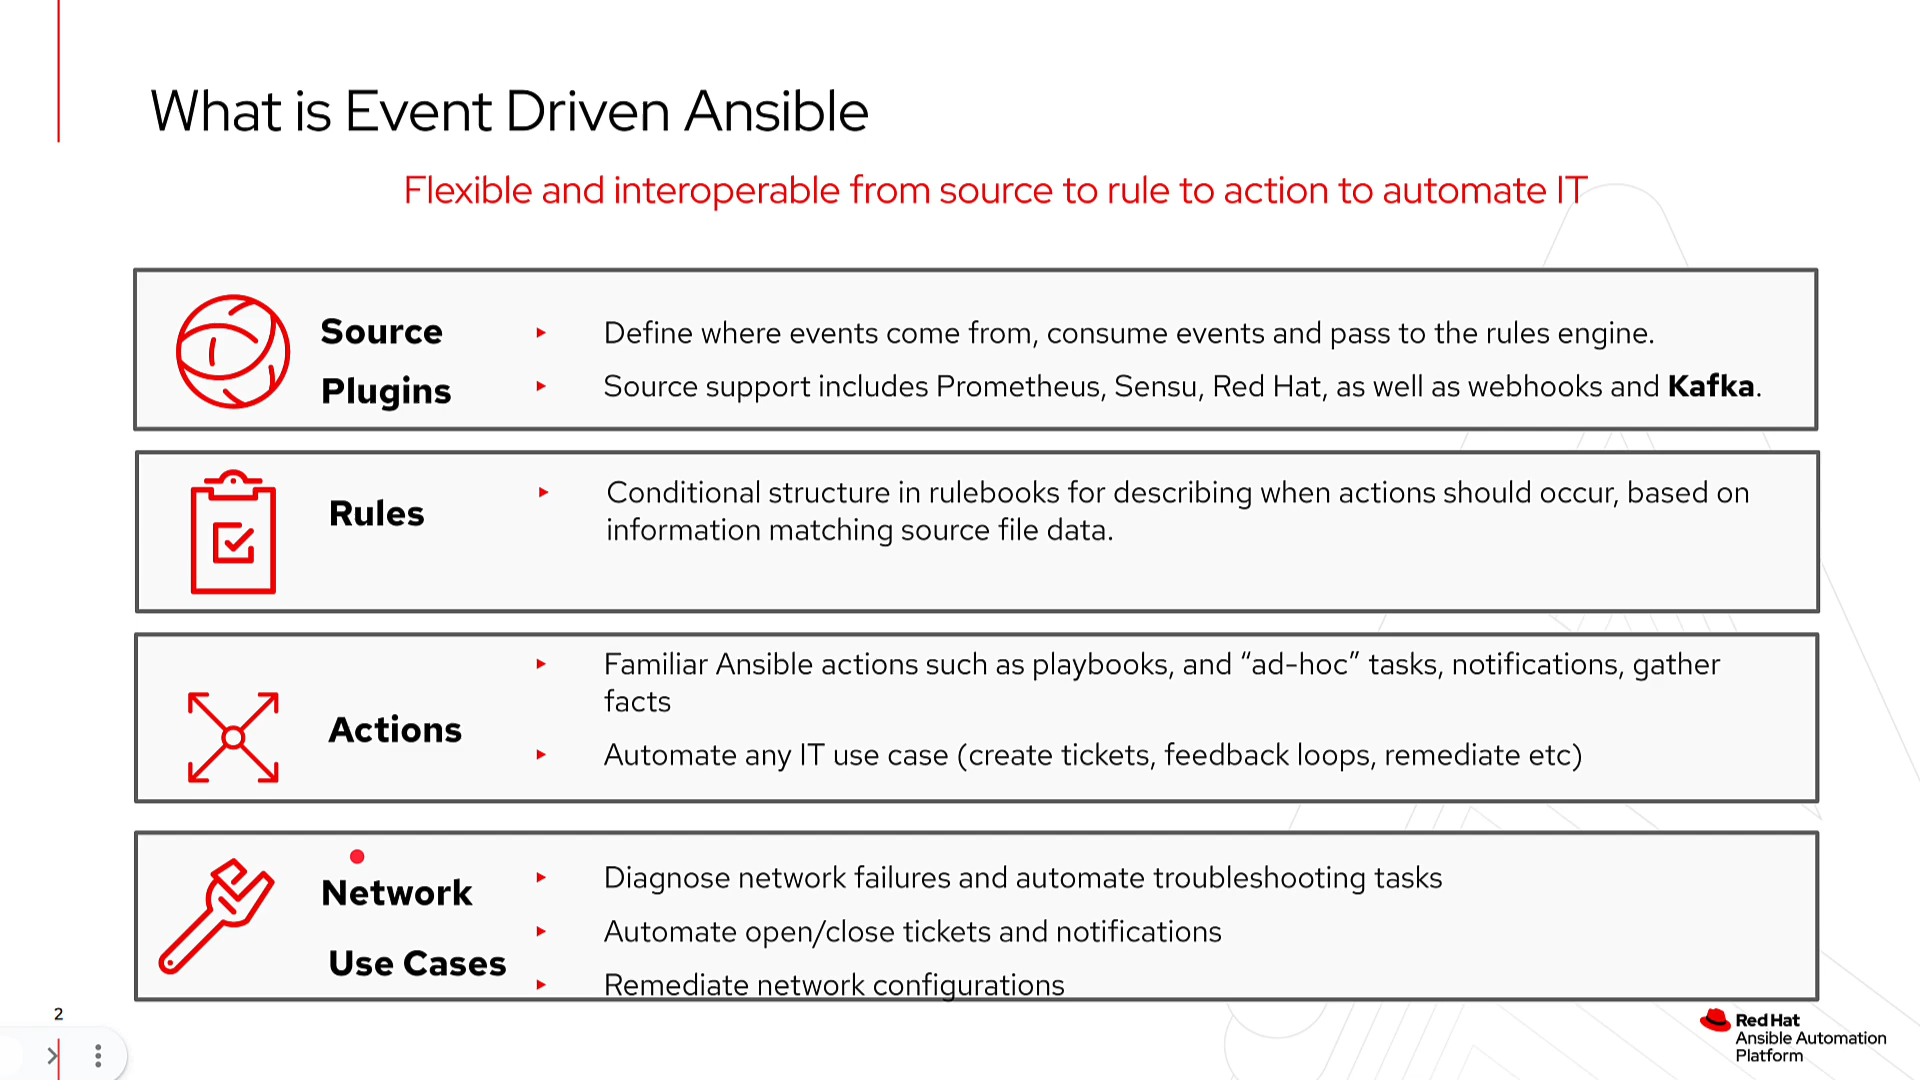 What is Event Driven Ansible
Flexible and interoperable from source to rule to action to automate IT
Source
Plugins
Define where events come from, consume events and pass to the rules engine.
Source support includes Prometheus, Sensu, Red Hat, as well as webhooks and Kafka.
Rules
Conditional structure in rulebooks for describing when actions should occur, based on
information matching source file data.
Actions
Familiar Ansible actions such as playbooks, and “ad-hoc” tasks, notifications, gather
facts
Automate any IT use case (create tickets, feedback loops, remediate etc)
Network
Use Cases
Diagnose network failures and automate troubleshooting tasks
Automate open/close tickets and notifications
Remediate network configurations
2
Red Hat
Ansible Automation
Platform